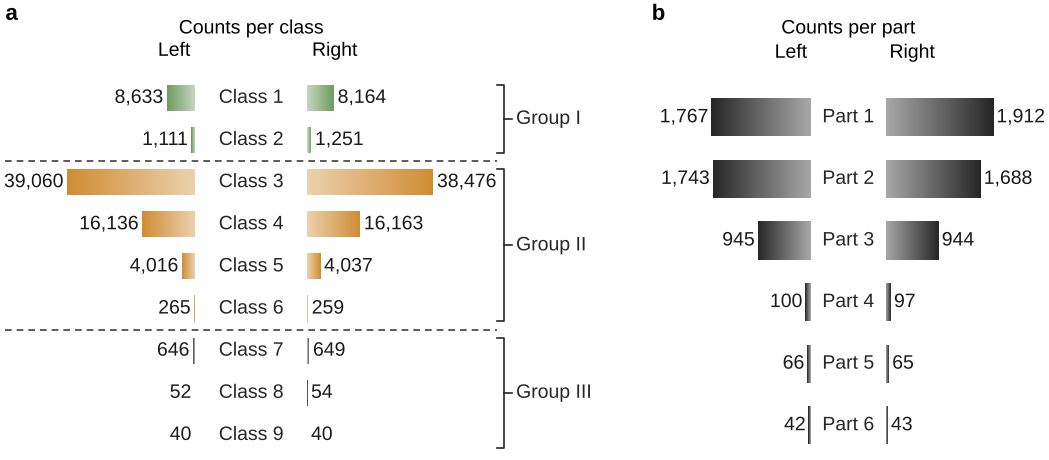 a
Counts per class
Left Right
8,633 Class 1 8,164
1,111 Class 2 1,251
Group I
39,060 Class 3 38,476
16,136 Class 4 16,163
Group II
4,016 Class 5 4,037
265 Class 6 259
646 Class 7 649
52 Class 8 54
Group III
40 Class 9 40
b
Counts per part
Left Right
1,767 Part 1 1,912
1,743 Part 2 1,688
945 Part 3 944
100 Part 4 97
66 Part 5 65
42 Part 6 43